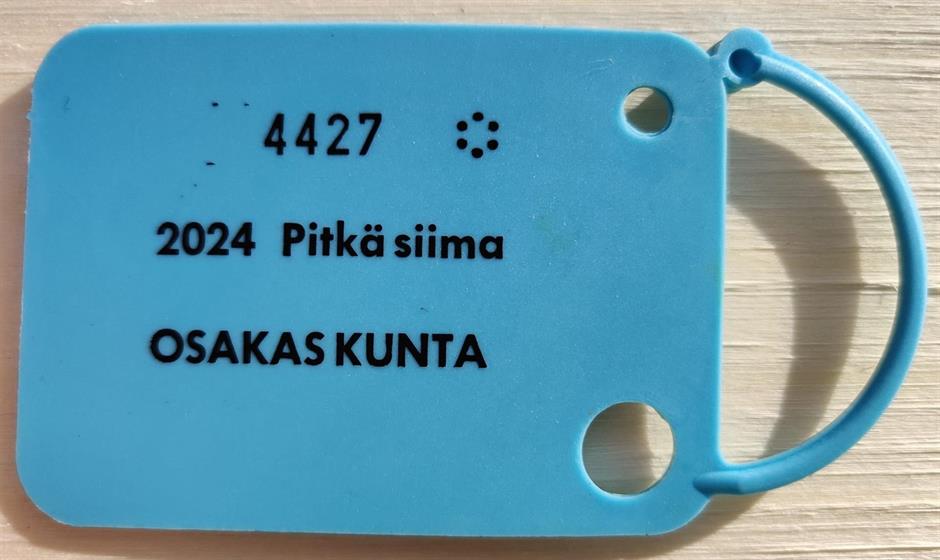 4427
2024 Pitkä siima
OSAKAS KUNTA